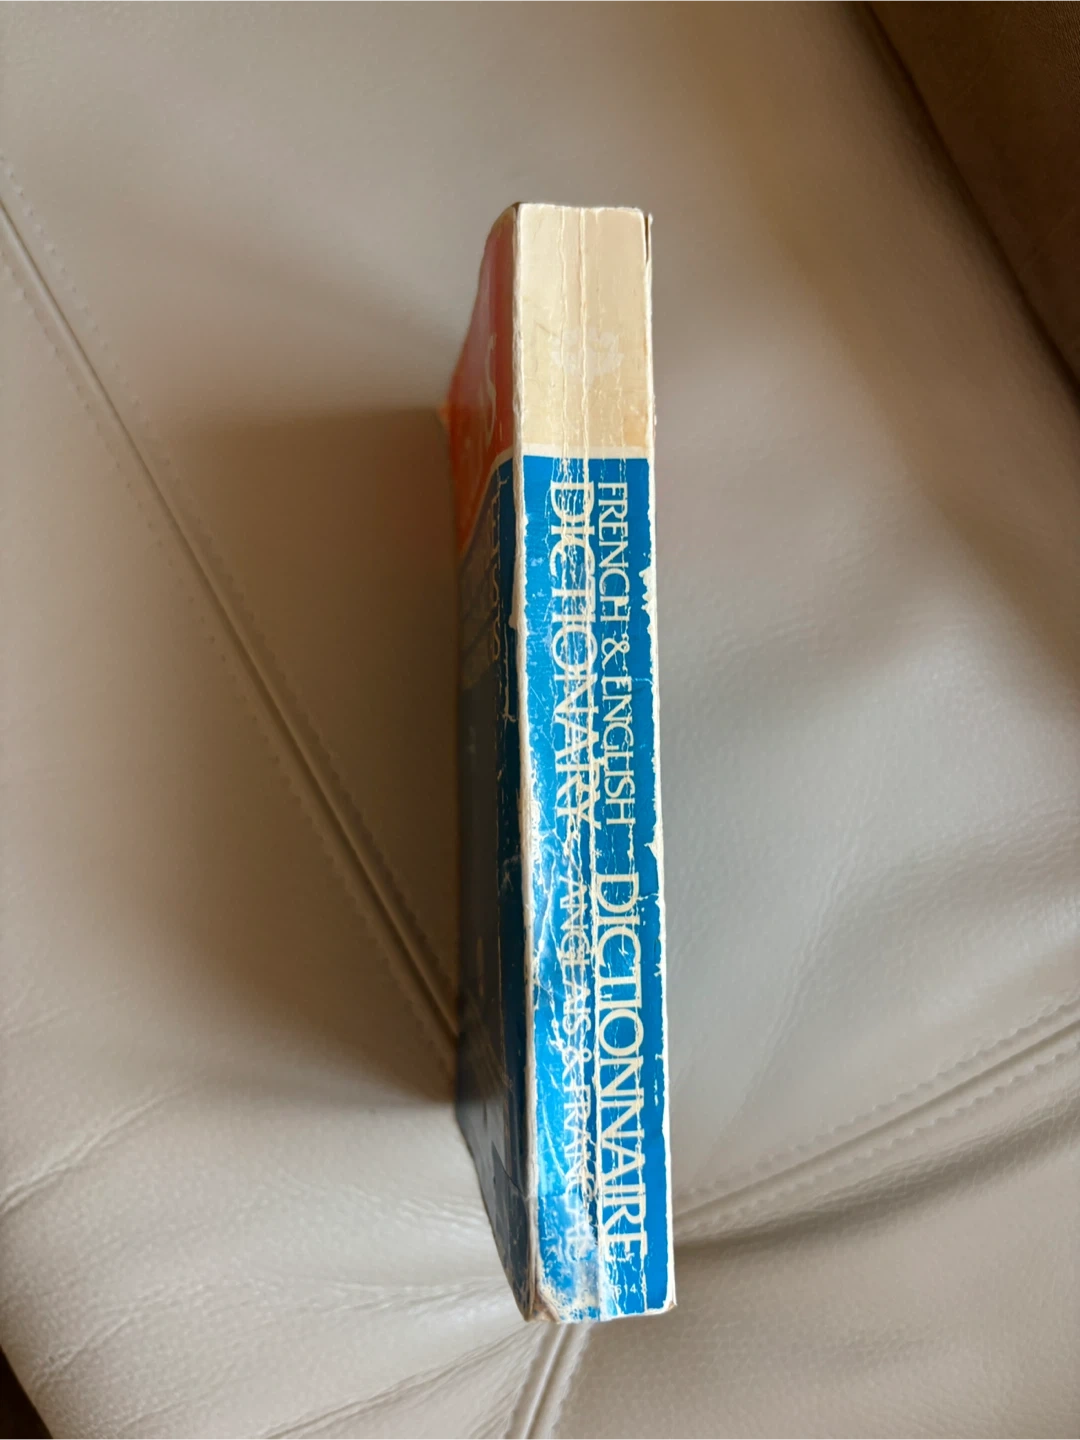 FRENCH & ENGLISH DICTIONNAIRE
DICTIONARY ANGLAIS & FRANÇAIS